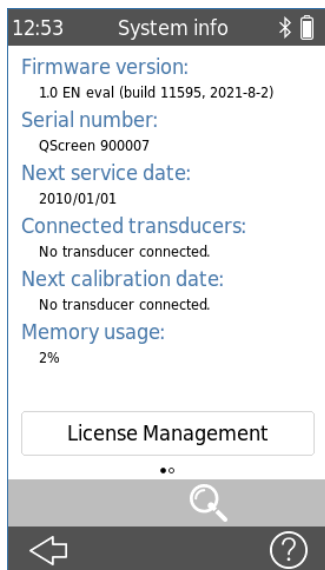 12:53 System info
Firmware version:
1.0 EN eval (build 11595, 2021-8-2)
Serial number:
QScreen 900007
Next service date:
2010/01/01
Connected transducers:
No transducer connected.
Next calibration date:
No transducer connected.
Memory usage:
2%
License Management
?